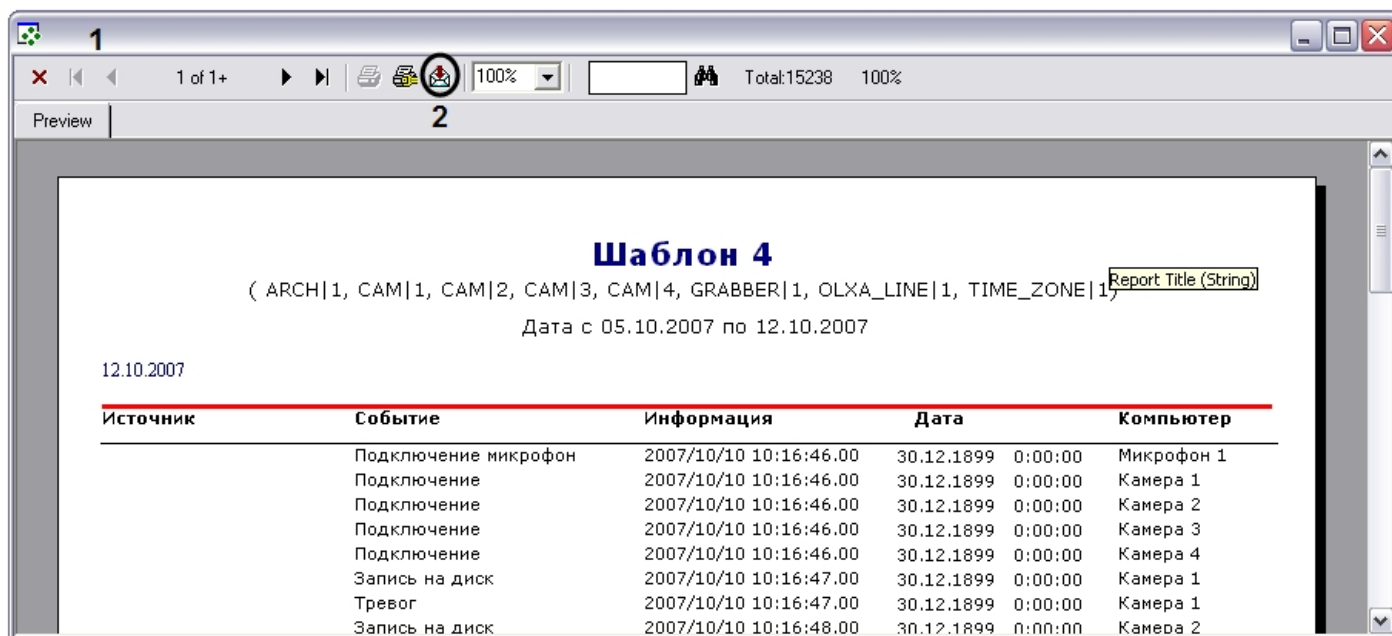 1
1 of 1+ 100% Total:15238 100%
2
Preview
Шаблон 4
( ARCH|1, CAM|1, CAM|2, CAM|3, CAM|4, GRABBER|1, OLXA_LINE|1, TIME_ZONE|1)
Report Title (String)
Дата с 05.10.2007 по 12.10.2007
12.10.2007
Источник Событие Информация Дата Компьютер
Подключение микрофон 2007/10/10 10:16:46.00 30.12.1899 0:00:00 Микрофон 1
Подключение 2007/10/10 10:16:46.00 30.12.1899 0:00:00 Камера 1
Подключение 2007/10/10 10:16:46.00 30.12.1899 0:00:00 Камера 2
Подключение 2007/10/10 10:16:46.00 30.12.1899 0:00:00 Камера 3
Подключение 2007/10/10 10:16:46.00 30.12.1899 0:00:00 Камера 4
Запись на диск 2007/10/10 10:16:47.00 30.12.1899 0:00:00 Камера 1
Тревог 2007/10/10 10:16:47.00 30.12.1899 0:00:00 Камера 1
Запись на диск 2007/10/10 10:16:48.00 30.12.1899 0:00:00 Камера 2